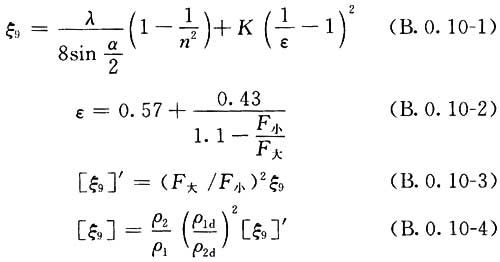 ξ₉ = λ/(8sin α/2) (1 − 1/n²) + K (1/ε − 1)² (B. 0. 10-1)
ε = 0.57 + 0.43/(1.1 − F小/F大) (B. 0. 10-2)
[ξ₉]′ = (F大 /F小)² ξ₉ (B. 0. 10-3)
[ξ₉] = ρ₂/ρ₁ (ρ₁d/ρ₂d)² [ξ₉]′ (B. 0. 10-4)